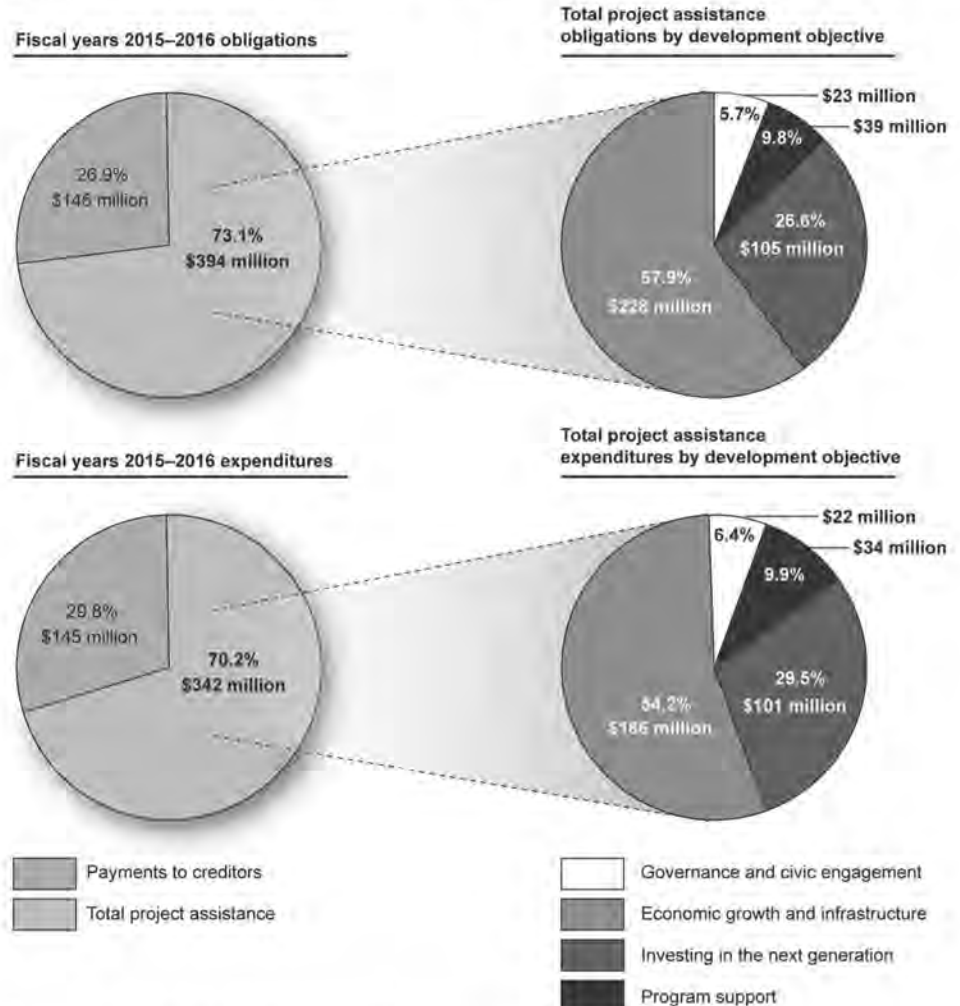 Fiscal years 2015–2016 obligations
26.9%
$145 million
73.1%
$394 million
Total project assistance
obligations by development objective
$23 million
5.7%
$39 million
9.8%
26.6%
$105 million
57.9%
$228 million
Fiscal years 2015–2016 expenditures
29.8%
$145 million
70.2%
$342 million
Total project assistance
expenditures by development objective
$22 million
6.4%
$34 million
9.9%
29.5%
$101 million
54.2%
$186 million
Payments to creditors
Total project assistance
Governance and civic engagement
Economic growth and infrastructure
Investing in the next generation
Program support